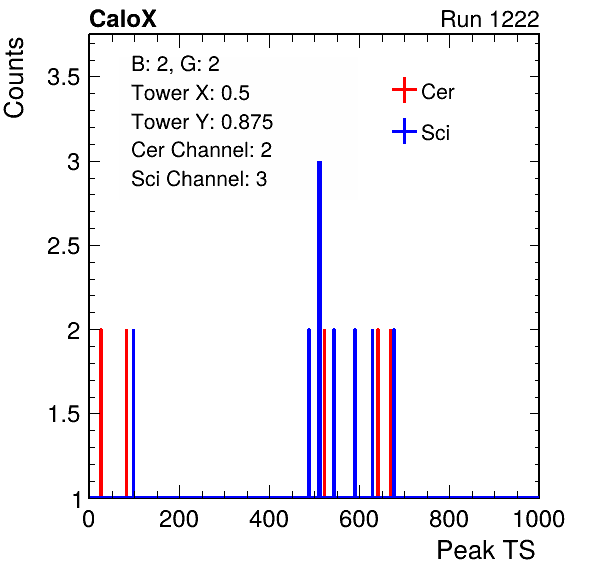 CaloX Run 1222
Counts
B: 2, G: 2
Tower X: 0.5
Tower Y: 0.875
Cer Channel: 2
Sci Channel: 3
Cer
Sci
3.5
3
2.5
2
1.5
1
0 200 400 600 800 1000
Peak TS